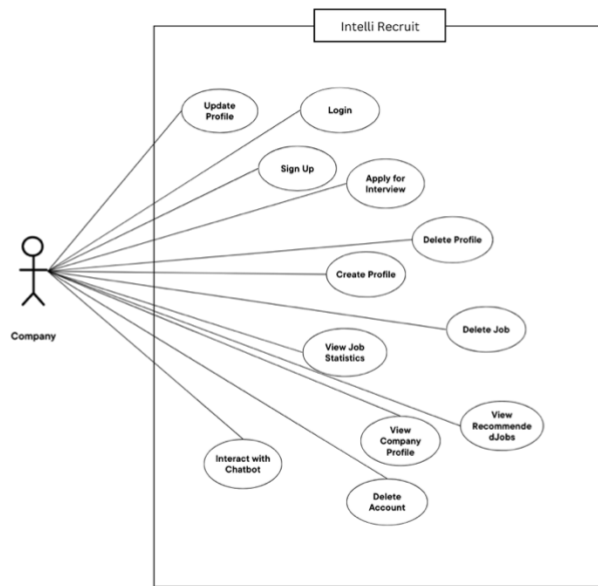 Intelli Recruit
Update
Profile
Login
Sign Up
Apply for
Interview
Delete Profile
Create Profile
Company
Delete Job
View Job
Statistics
View
Recommende
dJobs
View
Company
Profile
Interact with
Chatbot
Delete
Account